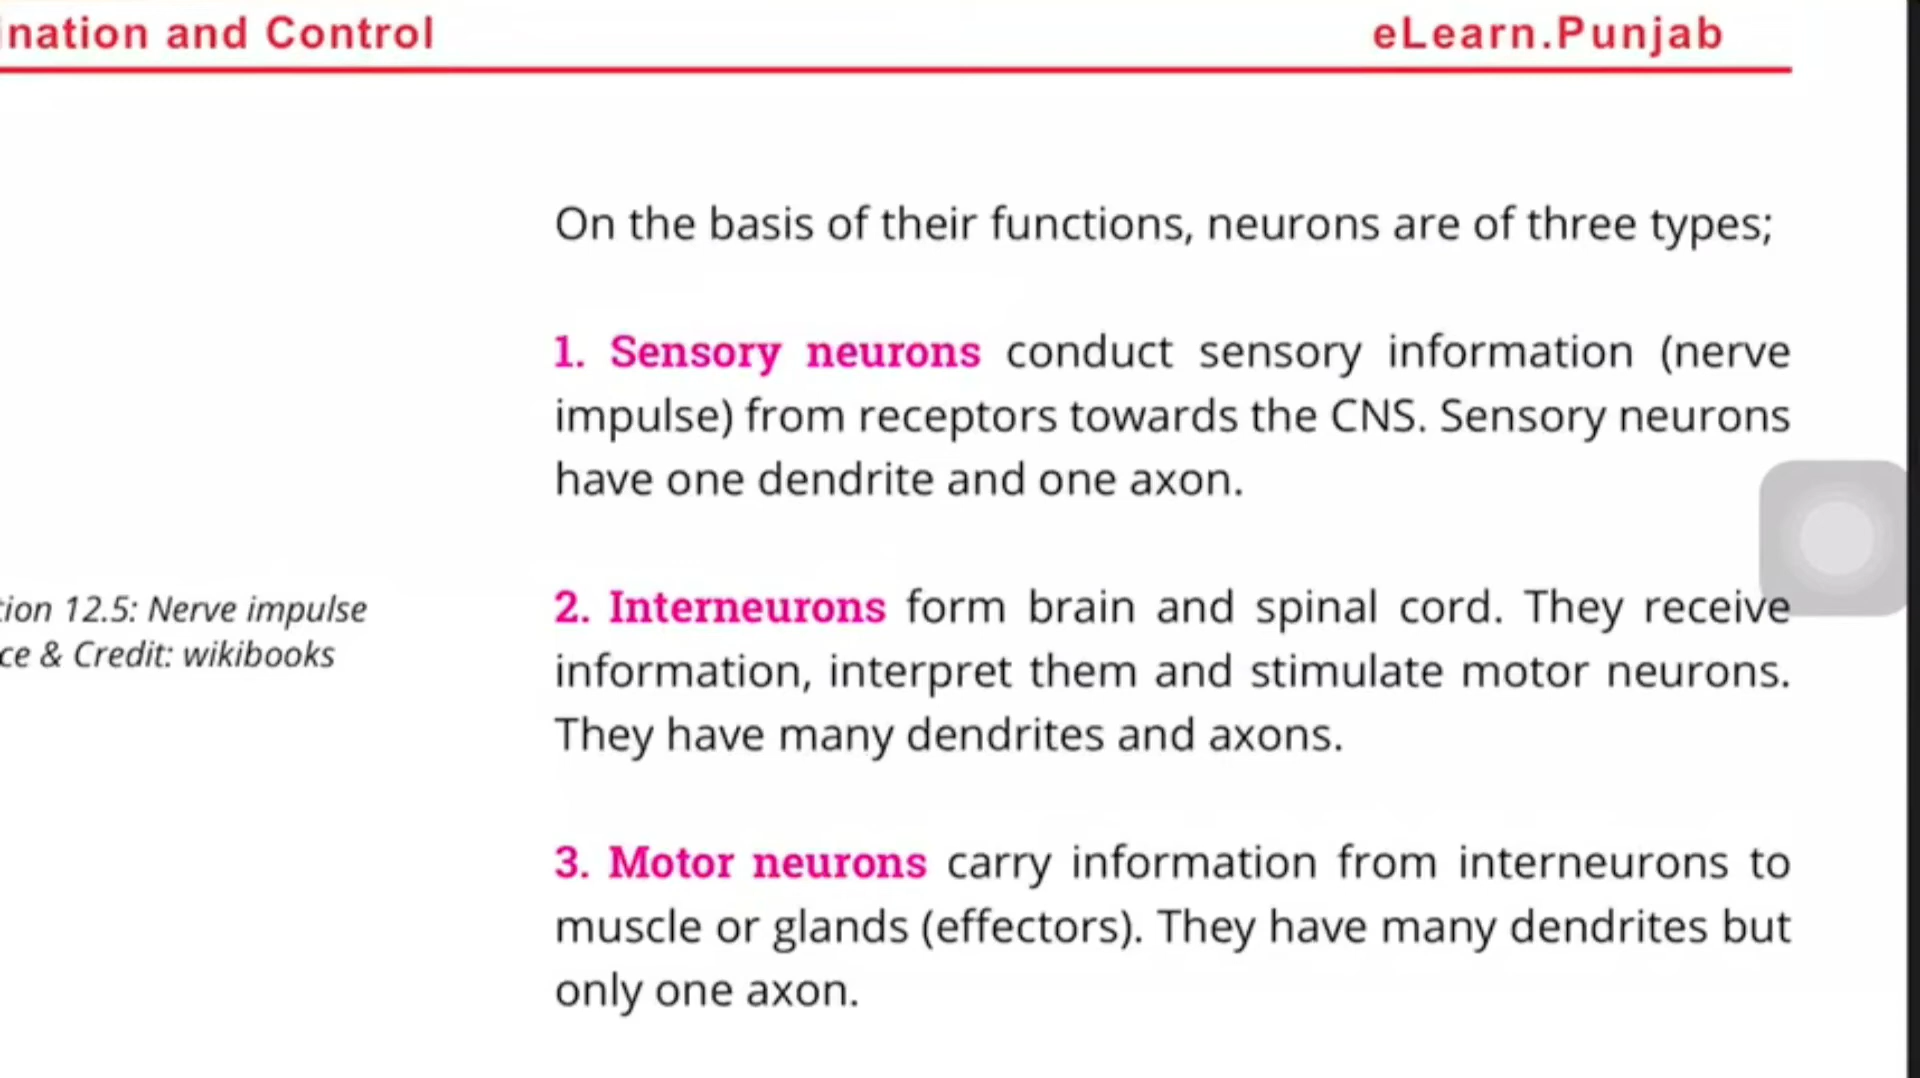 ination and Control
eLearn.Punjab
On the basis of their functions, neurons are of three types;
1. Sensory neurons conduct sensory information (nerve
impulse) from receptors towards the CNS. Sensory neurons
have one dendrite and one axon.
tion 12.5: Nerve impulse
ce & Credit: wikibooks
2. Interneurons form brain and spinal cord. They receive
information, interpret them and stimulate motor neurons.
They have many dendrites and axons.
3. Motor neurons carry information from interneurons to
muscle or glands (effectors). They have many dendrites but
only one axon.